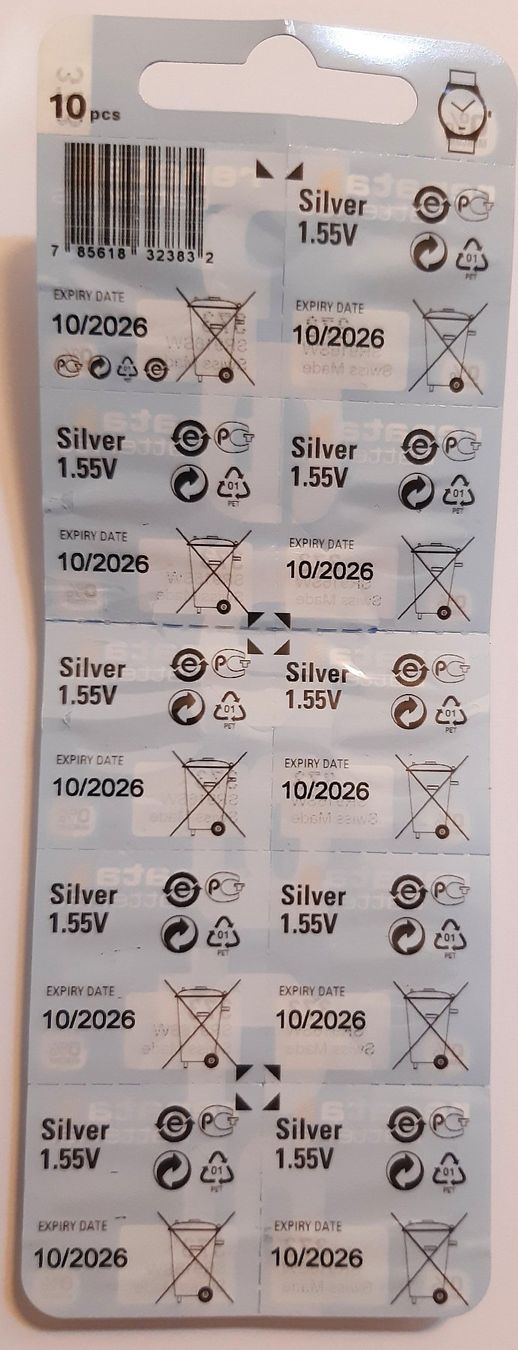 10 pcs
7 85618 32383 2
Silver
1.55V
01
PET
EXPIRY DATE
10/2026
EXPIRY DATE
10/2026
Silver
1.55V
01
PET
Silver
1.55V
01
PET
EXPIRY DATE
10/2026
EXPIRY DATE
10/2026
Silver
1.55V
01
PET
Silver
1.55V
01
PET
EXPIRY DATE
10/2026
EXPIRY DATE
10/2026
Silver
1.55V
01
PET
Silver
1.55V
01
PET
EXPIRY DATE
10/2026
EXPIRY DATE
10/2026
Silver
1.55V
01
PET
Silver
1.55V
01
PET
EXPIRY DATE
10/2026
EXPIRY DATE
10/2026